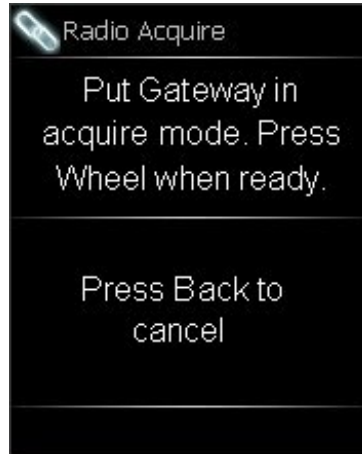 Radio Acquire
Put Gateway in
acquire mode. Press
Wheel when ready.
Press Back to
cancel